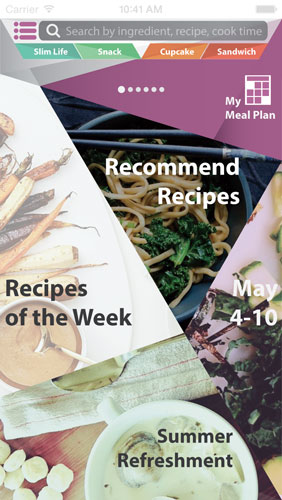 Carrier 10:41 AM
Search by ingredient, recipe, cook time
Slim Life Snack Cupcake Sandwich
My
Meal Plan
Recommend
Recipes
Recipes
of the Week
May
4-10
Summer
Refreshment